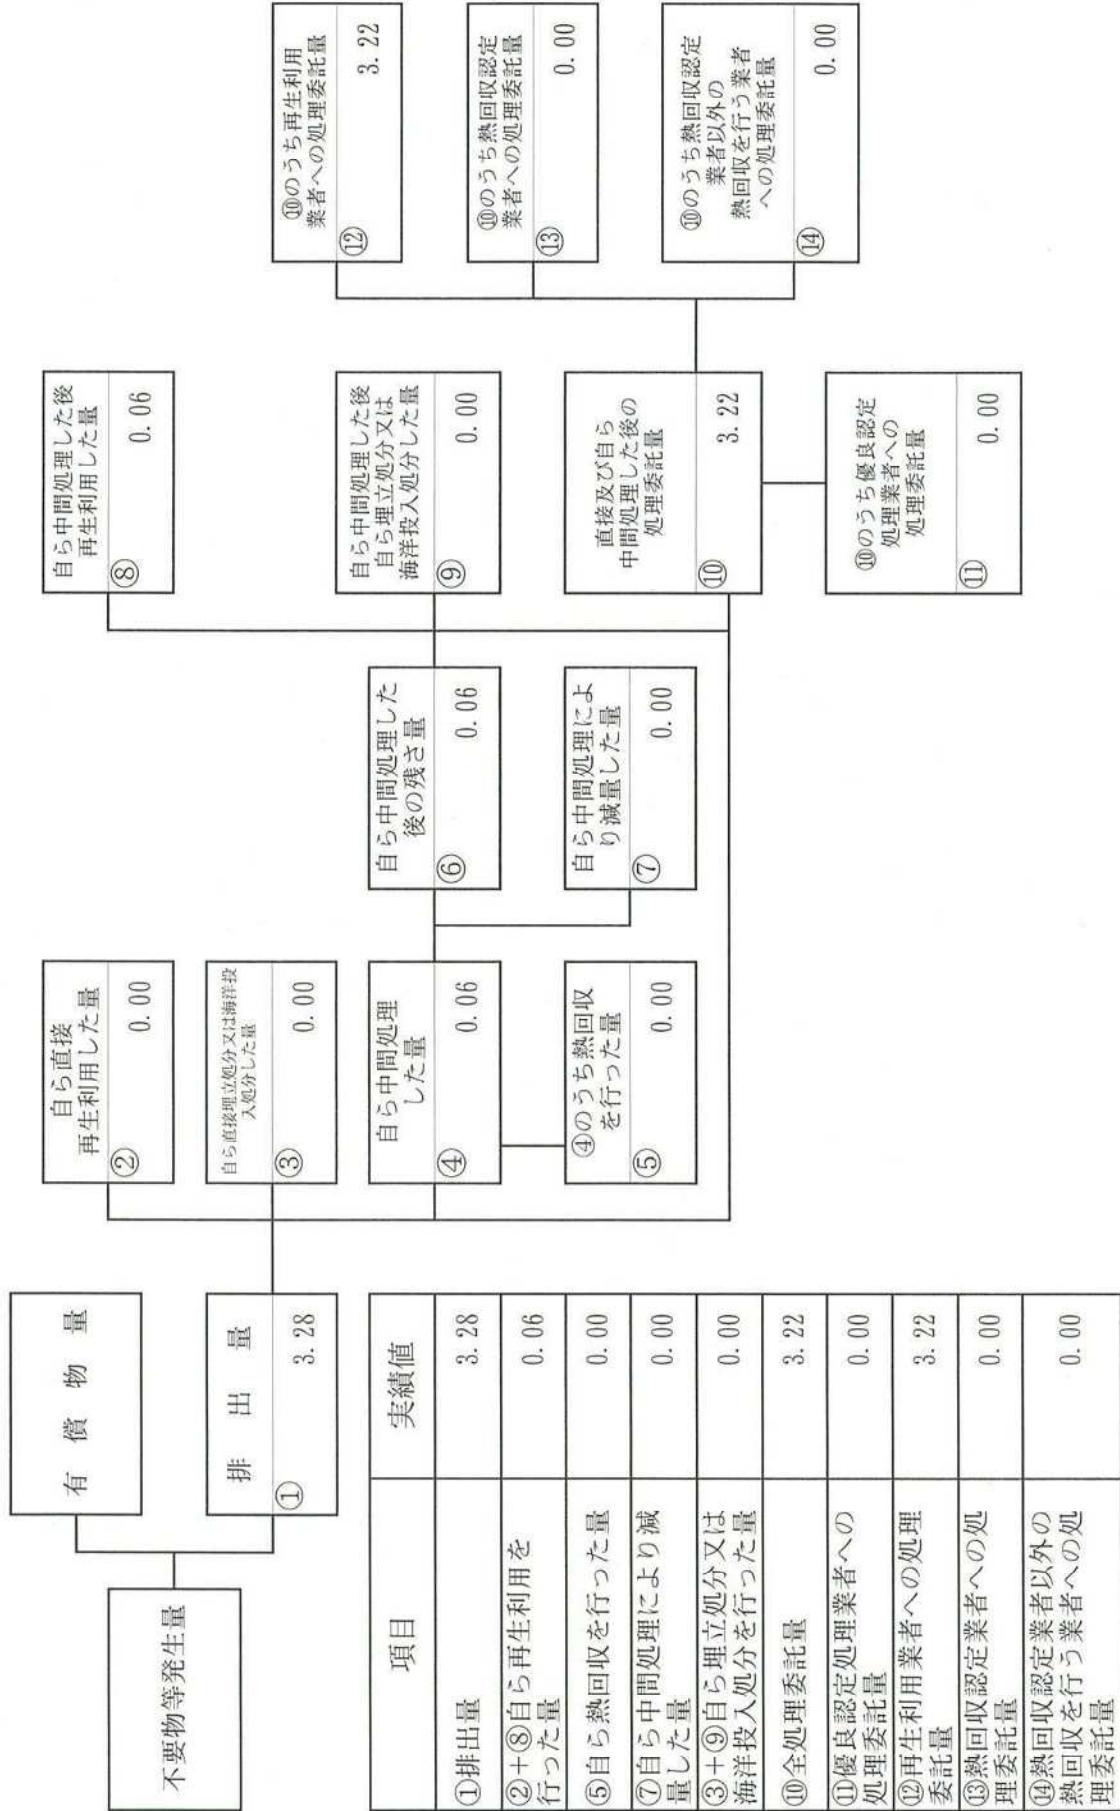 不要物等発生量
有償物量
排出量
①
3.28
自ら直接
再生利用した量
②
0.00
自ら直接埋立処分又は海洋投
入処分した量
③
0.00
自ら中間処理
した量
④
0.06
④のうち熱回収
を行った量
⑤
0.00
自ら中間処理した
後の残さ量
⑥
0.06
自ら中間処理によ
り減量した量
⑦
0.00
自ら中間処理した後
再生利用した量
⑧
0.06
自ら中間処理した後
自ら埋立処分又は
海洋投入処分した量
⑨
0.00
直接及び自ら
中間処理した後の
処理委託量
⑩
3.22
⑩のうち優良認定
処理業者への
処理委託量
⑪
0.00
⑩のうち再生利用
業者への処理委託量
⑫
3.22
⑩のうち熱回収認定
業者への処理委託量
⑬
0.00
⑩のうち熱回収認定
業者以外の
熱回収を行う業者
への処理委託量
⑭
0.00
項目 実績値
①排出量 3.28
②+⑧自ら再生利用を
行った量 0.06
⑤自ら熱回収を行った量 0.00
⑦自ら中間処理により減
量した量 0.00
③+⑨自ら埋立処分又は
海洋投入処分を行った量 0.00
⑩全処理委託量 3.22
⑪優良認定処理業者への
処理委託量 0.00
⑫再生利用業者への処理
委託量 3.22
⑬熱回収認定業者への処
理委託量 0.00
⑭熱回収認定業者以外の
熱回収を行う業者への処
理委託量 0.00